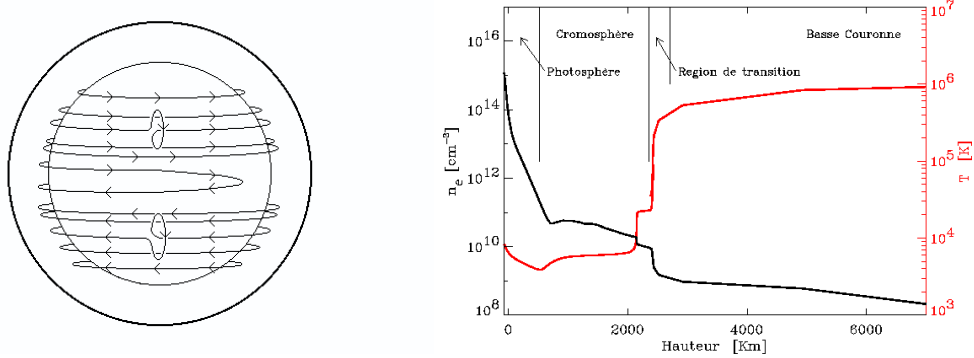 10^16
10^14
10^12
10^10
10^8
n_e [cm^-3]
Cromosphère
Basse Couronne
Photosphère
Region de transition
10^7
10^6
10^5
10^4
10^3
T [K]
0
2000
4000
6000
Hauteur [Km]